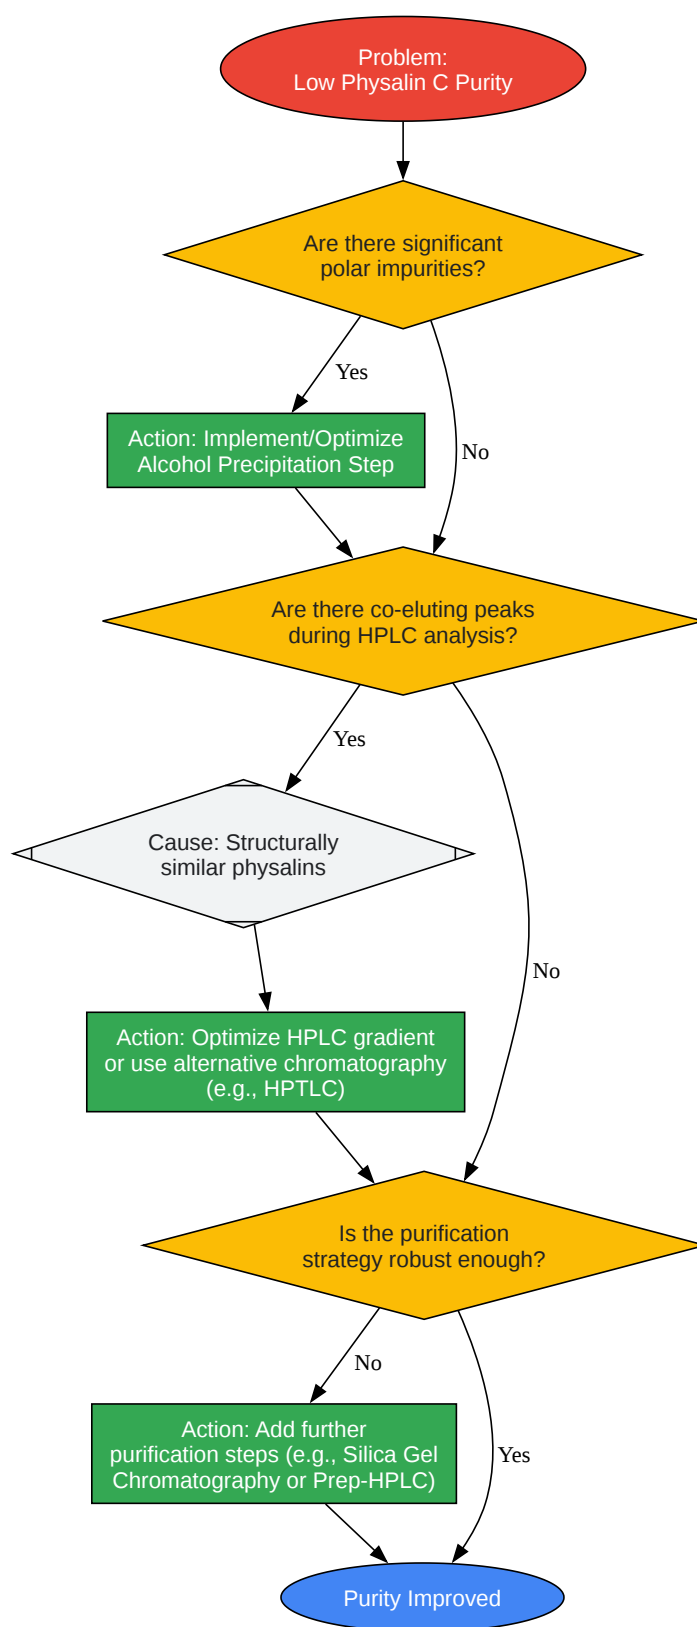 Problem:
Low Physalin C Purity
Are there significant
polar impurities?
Yes
Action: Implement/Optimize
Alcohol Precipitation Step
No
Are there co-eluting peaks
during HPLC analysis?
Yes
Cause: Structurally
similar physalins
No
Action: Optimize HPLC gradient
or use alternative chromatography
(e.g., HPTLC)
Is the purification
strategy robust enough?
No
Action: Add further
purification steps (e.g., Silica Gel
Chromatography or Prep-HPLC)
Yes
Purity Improved